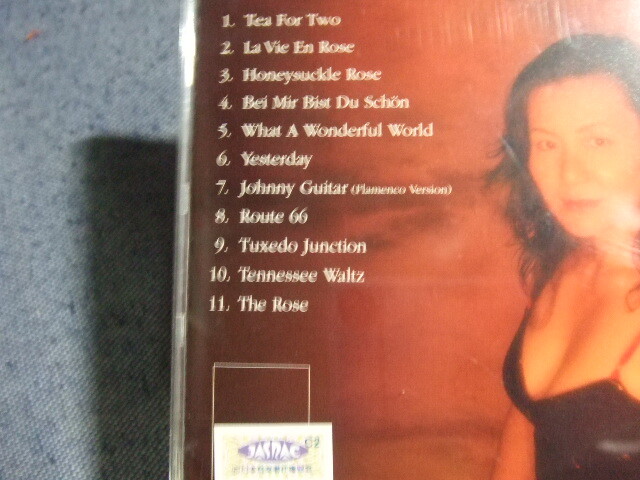 1. Tea For Two
2. La Vie En Rose
3. Honeysuckle Rose
4. Bei Mir Bist Du Schön
5. What A Wonderful World
6. Yesterday
7. Johnny Guitar (Flamenco Version)
8. Route 66
9. Tuxedo Junction
10. Tennessee Waltz
11. The Rose
JASRAC